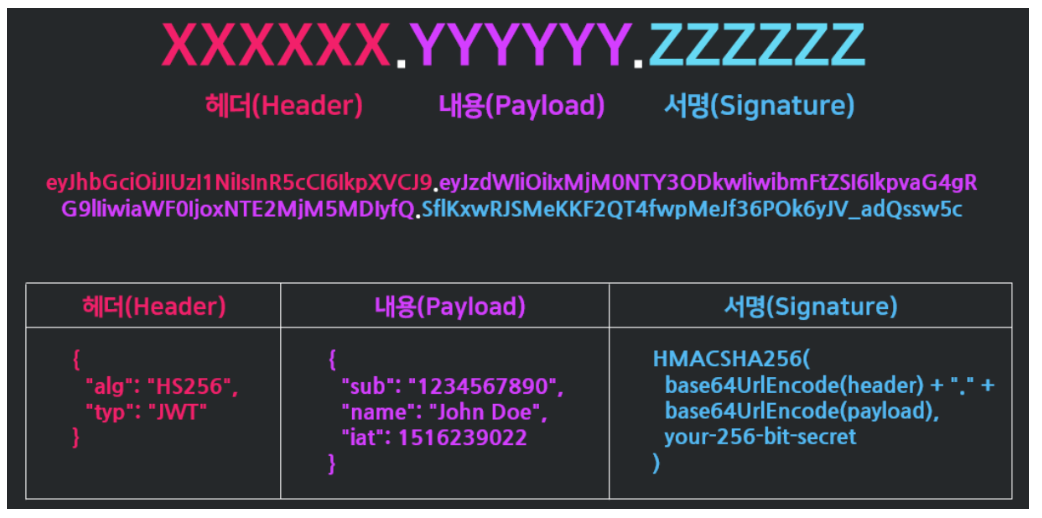 XXXXXX.YYYYYY.ZZZZZZ
헤더(Header) 내용(Payload) 서명(Signature)
eyJhbGciOiJIUzI1NiIsInR5cCI6IkpXVCJ9.eyJzdWIiOiIxMjM0NTY3ODkwIiwibmFtZSI6IkpvaG4gR
G9lIiwiaWF0IjoxNTE2MjM5MDIyfQ.SflKxwRJSMeKKF2QT4fwpMeJf36POk6yJV_adQssw5c
헤더(Header) 내용(Payload) 서명(Signature)
{
"alg": "HS256",
"typ": "JWT"
}
{
"sub": "1234567890",
"name": "John Doe",
"iat": 1516239022
}
HMACSHA256(
base64UrlEncode(header) + "." +
base64UrlEncode(payload),
your-256-bit-secret
)